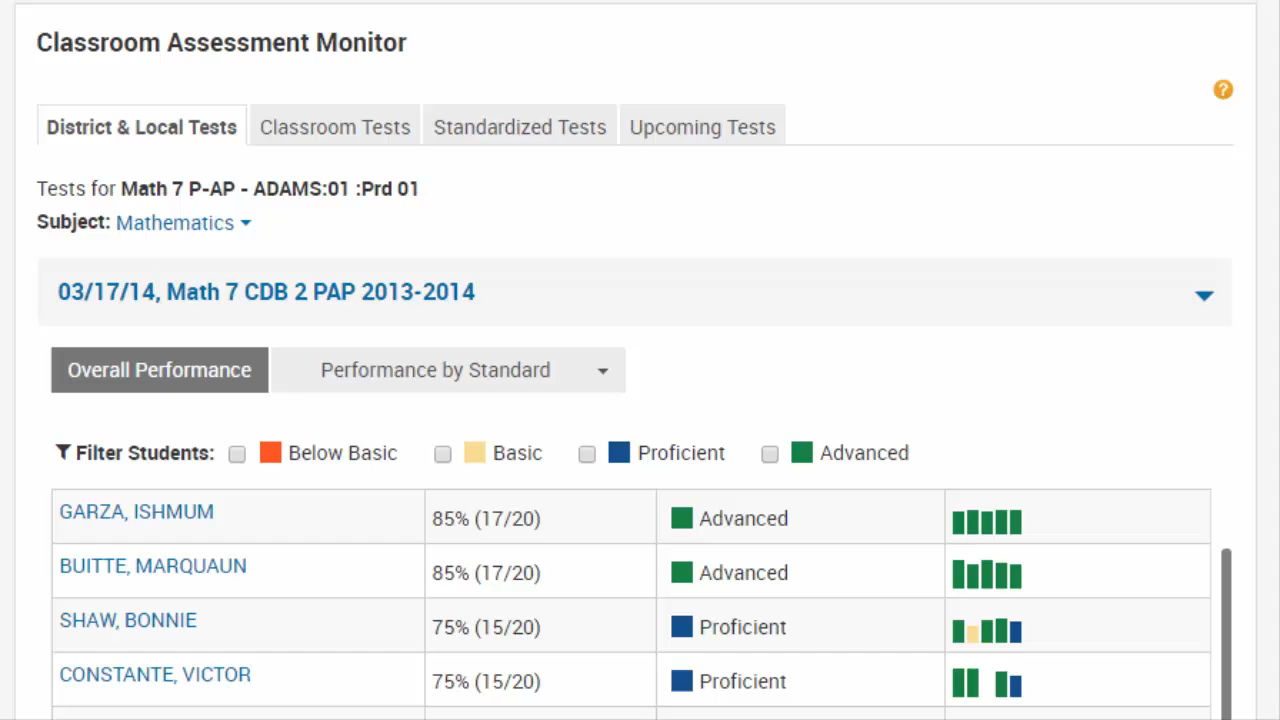 Classroom Assessment Monitor
?
District & Local Tests Classroom Tests Standardized Tests Upcoming Tests
Tests for Math 7 P-AP - ADAMS:01 :Prd 01
Subject: Mathematics
03/17/14, Math 7 CDB 2 PAP 2013-2014
Overall Performance Performance by Standard
Filter Students: Below Basic Basic Proficient Advanced
GARZA, ISHMUM 85% (17/20) Advanced
BUITTE, MARQUAUN 85% (17/20) Advanced
SHAW, BONNIE 75% (15/20) Proficient
CONSTANTE, VICTOR 75% (15/20) Proficient